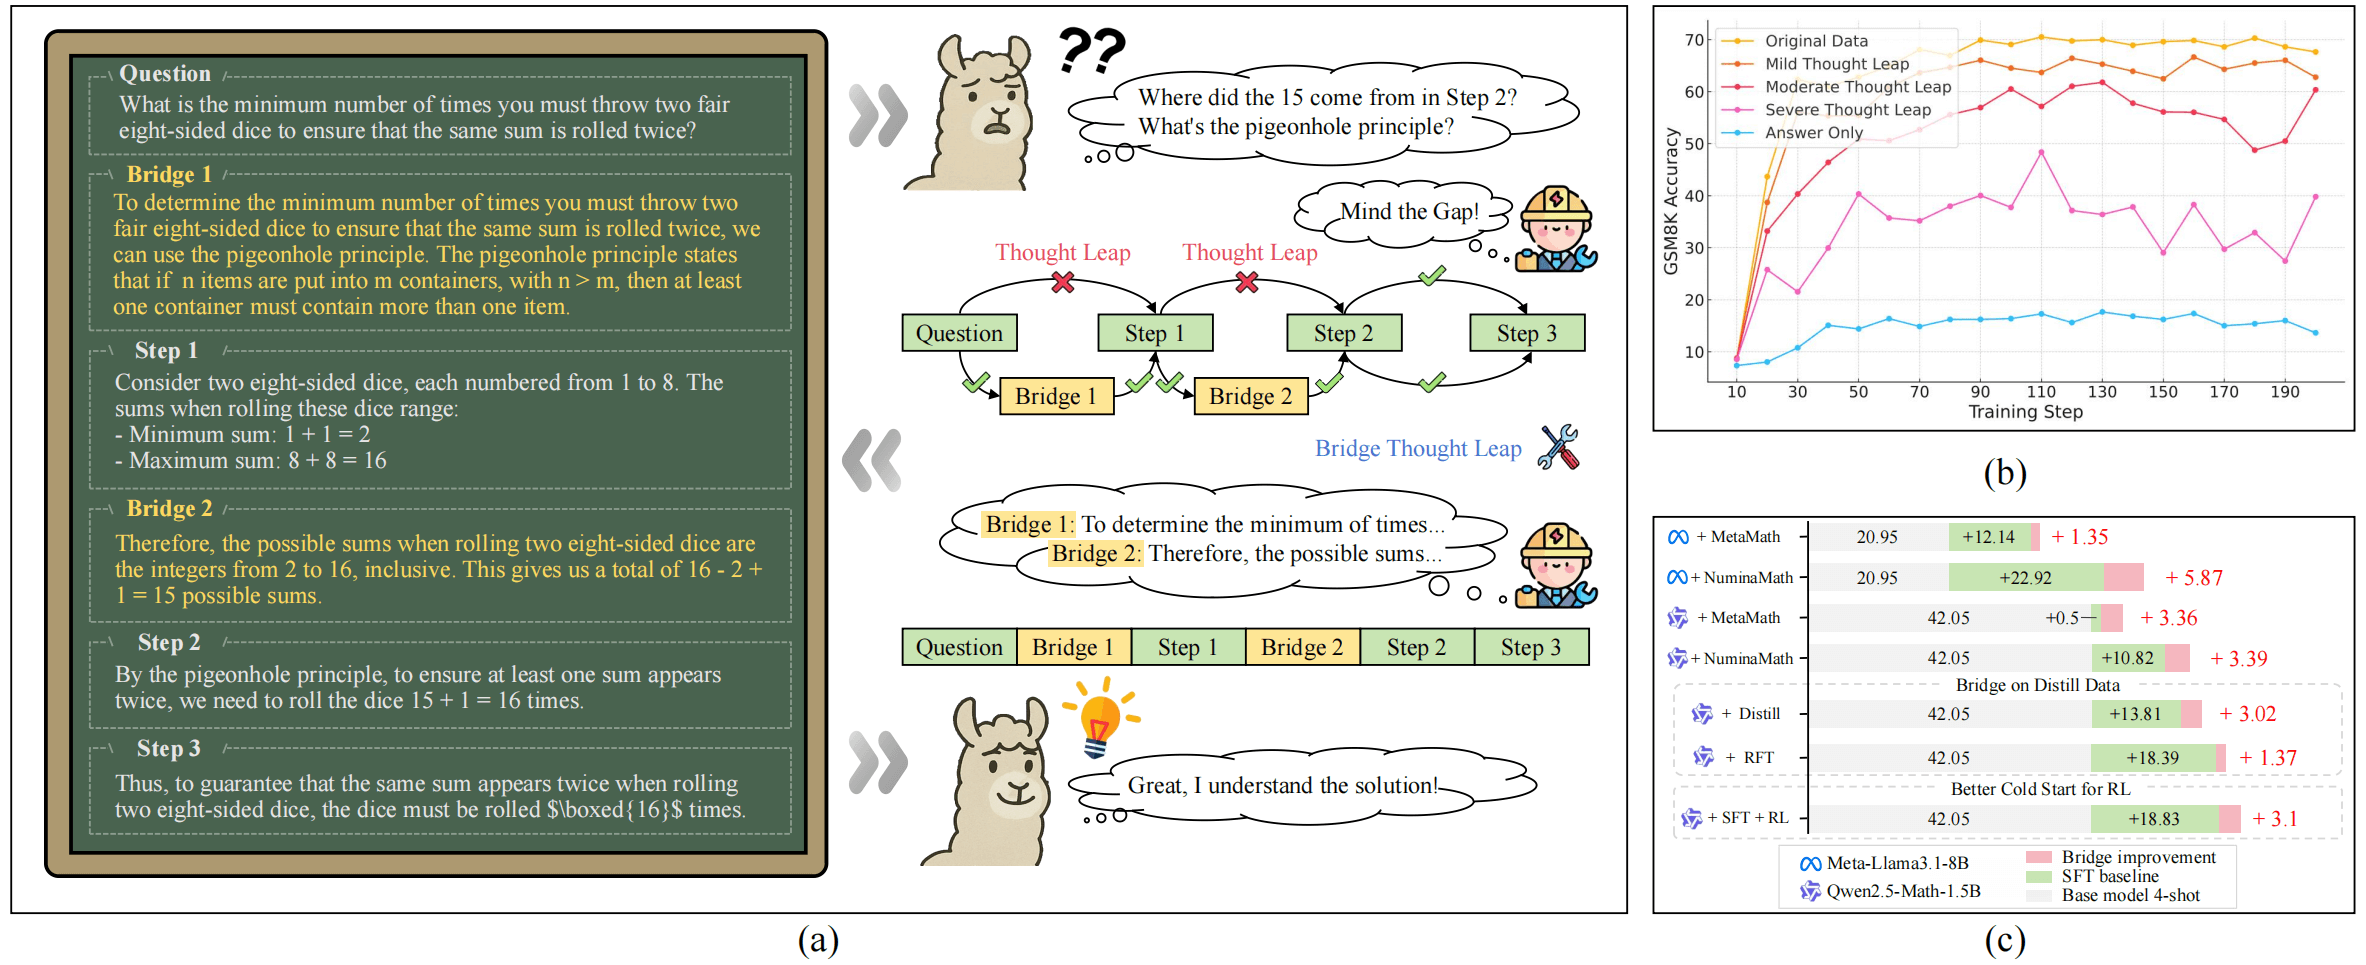 Question
What is the minimum number of times you must throw two fair
eight-sided dice to ensure that the same sum is rolled twice?
Bridge 1
To determine the minimum number of times you must throw two
fair eight-sided dice to ensure that the same sum is rolled twice, we
can use the pigeonhole principle. The pigeonhole principle states
that if n items are put into m containers, with n > m, then at least
one container must contain more than one item.
Step 1
Consider two eight-sided dice, each numbered from 1 to 8. The
sums when rolling these dice range:
- Minimum sum: 1 + 1 = 2
- Maximum sum: 8 + 8 = 16
Bridge 2
Therefore, the possible sums when rolling two eight-sided dice are
the integers from 2 to 16, inclusive. This gives us a total of 16 - 2 +
1 = 15 possible sums.
Step 2
By the pigeonhole principle, to ensure at least one sum appears
twice, we need to roll the dice 15 + 1 = 16 times.
Step 3
Thus, to guarantee that the same sum appears twice when rolling
two eight-sided dice, the dice must be rolled $\boxed{16}$ times.
??
Where did the 15 come from in Step 2?
What's the pigeonhole principle?
Mind the Gap!
Thought Leap Thought Leap
Question Step 1 Step 2 Step 3
Bridge 1 Bridge 2
Bridge Thought Leap
Bridge 1: To determine the minimum of times...
Bridge 2: Therefore, the possible sums...
Question Bridge 1 Step 1 Bridge 2 Step 2 Step 3
Great, I understand the solution!
(a)
GSM8K Accuracy
70
60
50
40
30
20
10
Original Data
Mild Thought Leap
Moderate Thought Leap
Severe Thought Leap
Answer Only
10 30 50 70 90 110 130 150 170 190
Training Step
(b)
+ MetaMath 20.95 +12.14 + 1.35
+ NuminaMath 20.95 +22.92 + 5.87
+ MetaMath 42.05 +0.5 + 3.36
+ NuminaMath 42.05 +10.82 + 3.39
Bridge on Distill Data
+ Distill 42.05 +13.81 + 3.02
+ RFT 42.05 +18.39 + 1.37
Better Cold Start for RL
+ SFT + RL 42.05 +18.83 + 3.1
Meta-Llama3.1-8B
Qwen2.5-Math-1.5B
Bridge improvement
SFT baseline
Base model 4-shot
(c)